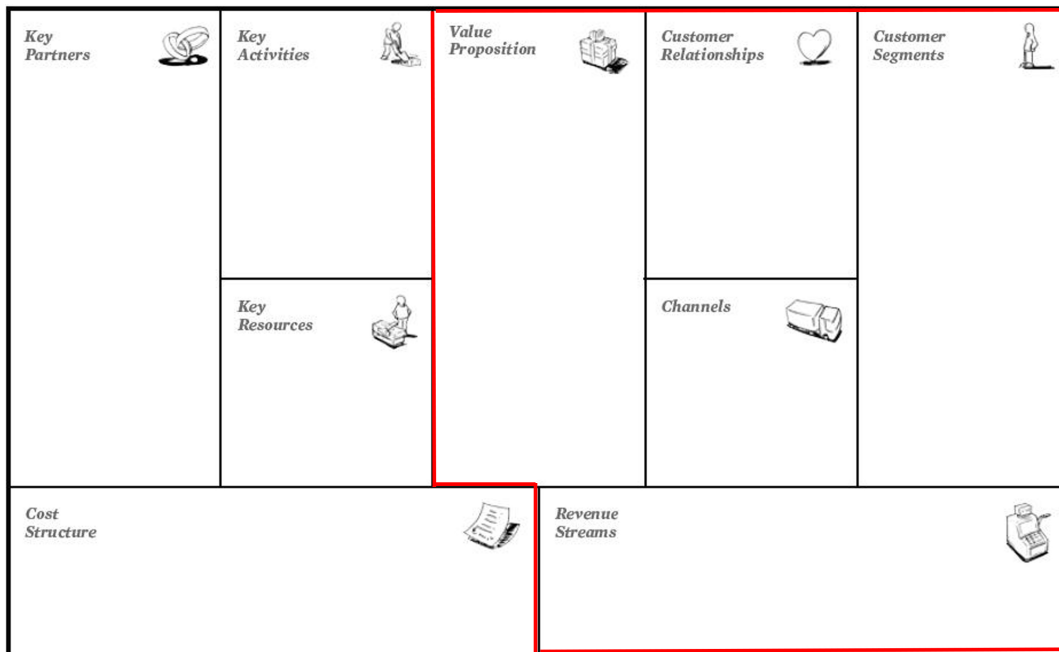 Key
Partners
Key
Activities
Value
Proposition
Customer
Relationships
Customer
Segments
Key
Resources
Channels
Cost
Structure
Revenue
Streams